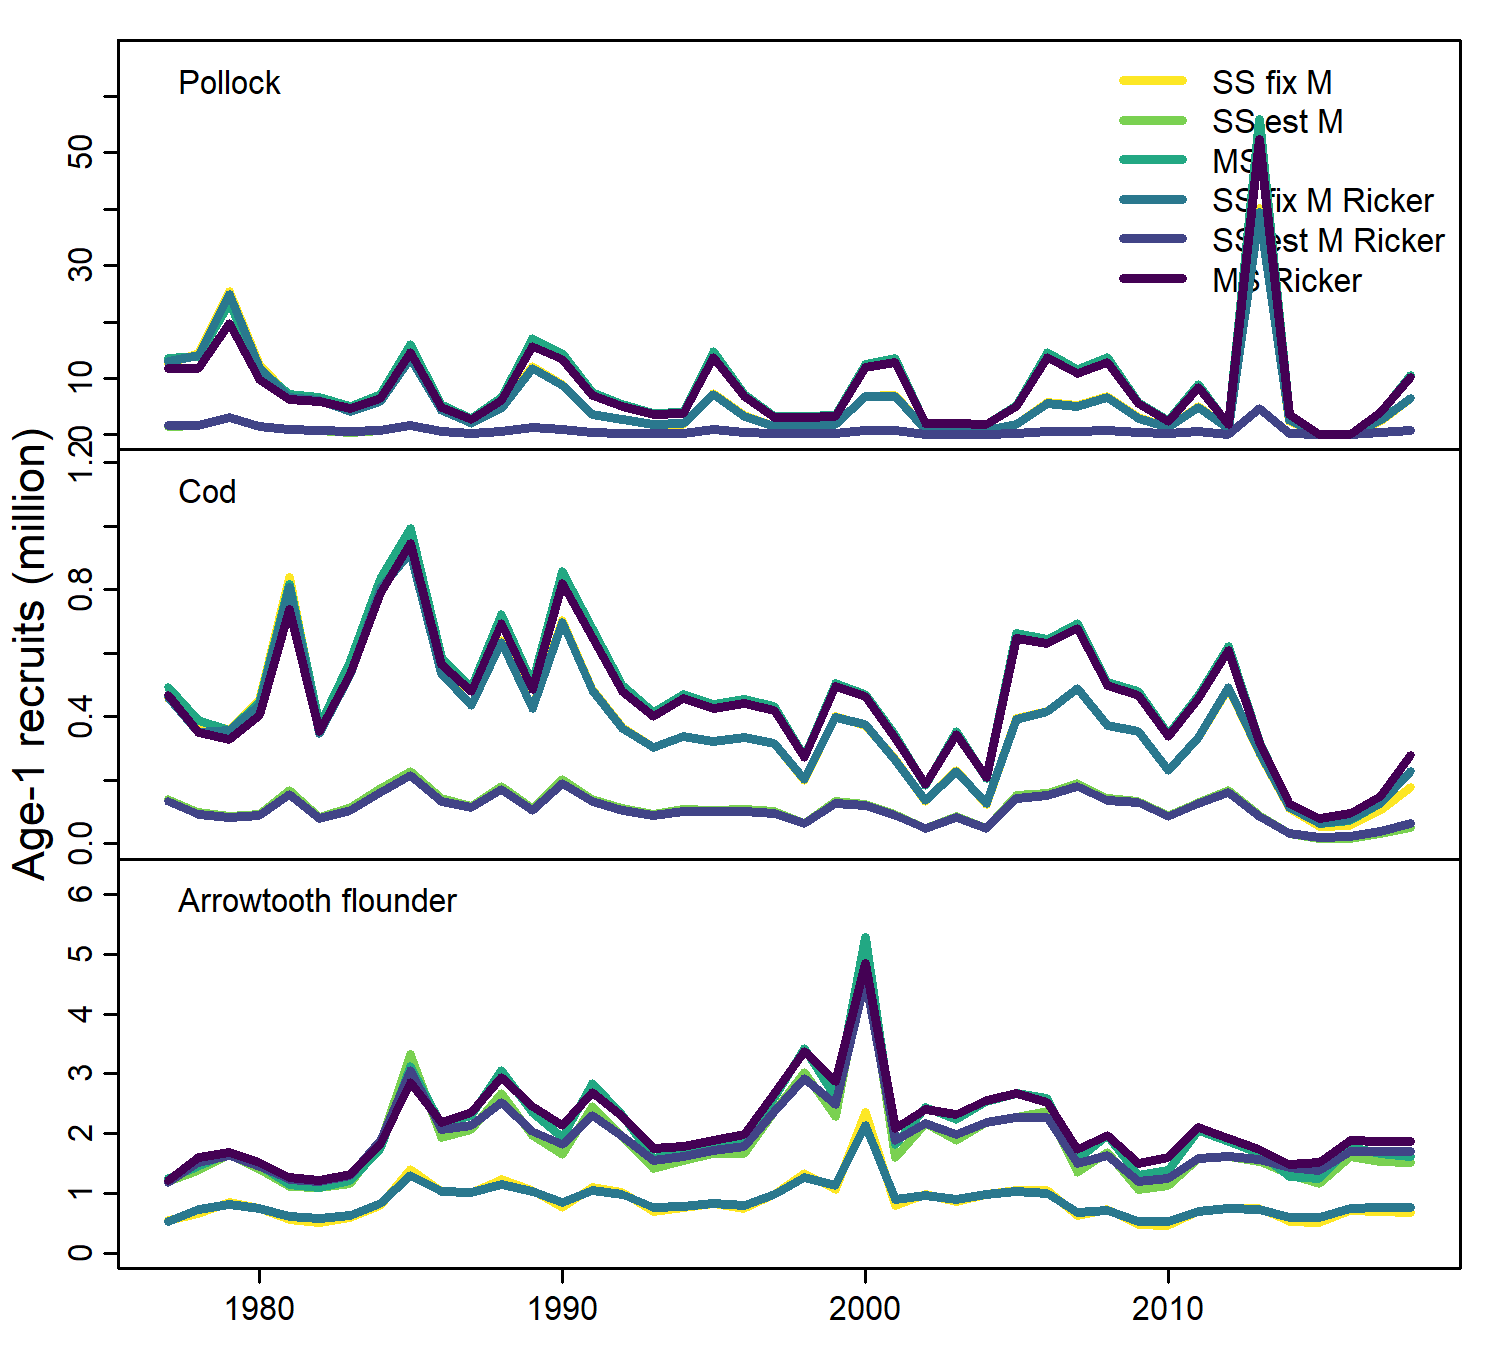 Pollock
SS fix M
SS est M
MS
SS fix M Ricker
SS est M Ricker
MS Ricker
50
30
10
0
Age-1 recruits (million)
Cod
1.2
0.8
0.4
0.0
Arrowtooth flounder
6
5
4
3
2
1
0
1980 1990 2000 2010